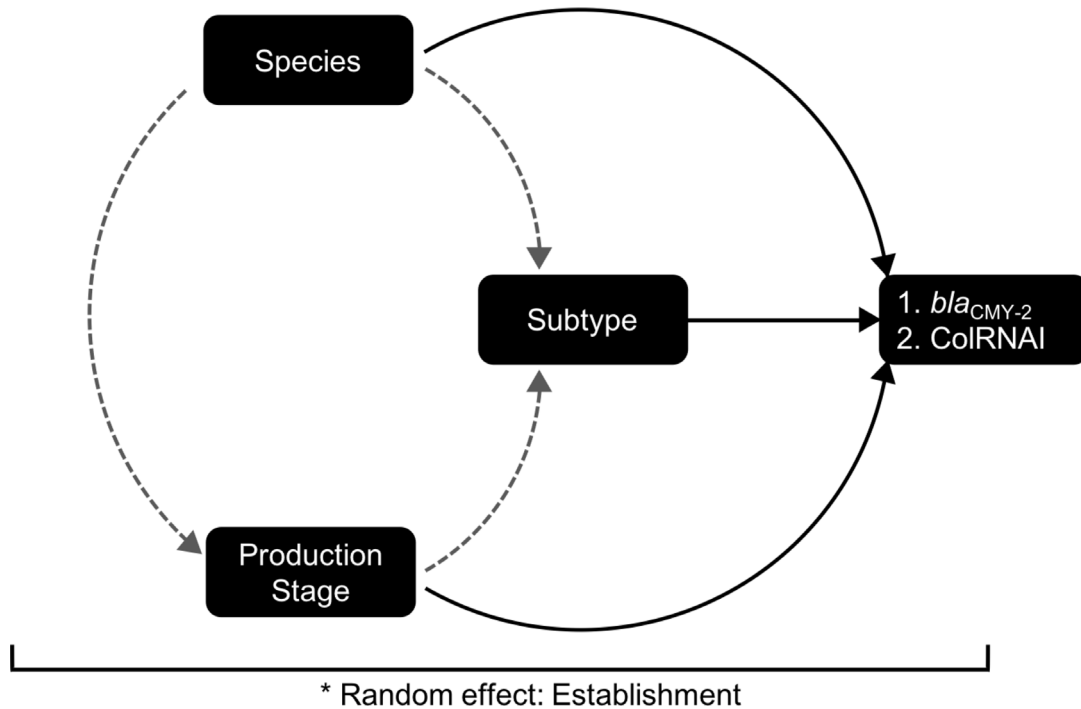 Species
Subtype
1. blaCMY-2
2. ColRNAI
Production
Stage
* Random effect: Establishment